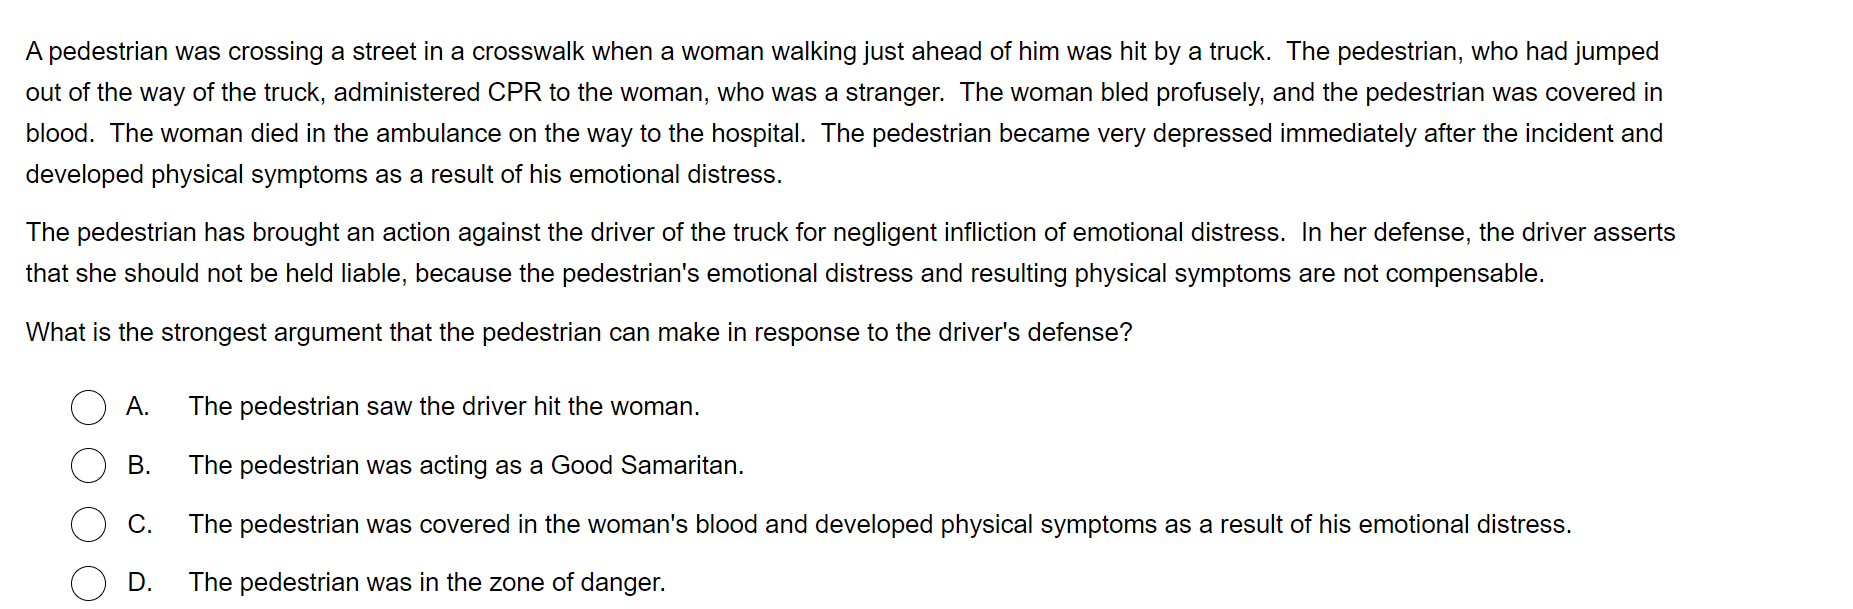 A pedestrian was crossing a street in a crosswalk when a woman walking just ahead of him was hit by a truck.  The pedestrian, who had jumped
out of the way of the truck, administered CPR to the woman, who was a stranger.  The woman bled profusely, and the pedestrian was covered in
blood.  The woman died in the ambulance on the way to the hospital.  The pedestrian became very depressed immediately after the incident and
developed physical symptoms as a result of his emotional distress.
The pedestrian has brought an action against the driver of the truck for negligent infliction of emotional distress.  In her defense, the driver asserts
that she should not be held liable, because the pedestrian's emotional distress and resulting physical symptoms are not compensable.
What is the strongest argument that the pedestrian can make in response to the driver's defense?
A. The pedestrian saw the driver hit the woman.
B. The pedestrian was acting as a Good Samaritan.
C. The pedestrian was covered in the woman's blood and developed physical symptoms as a result of his emotional distress.
D. The pedestrian was in the zone of danger.